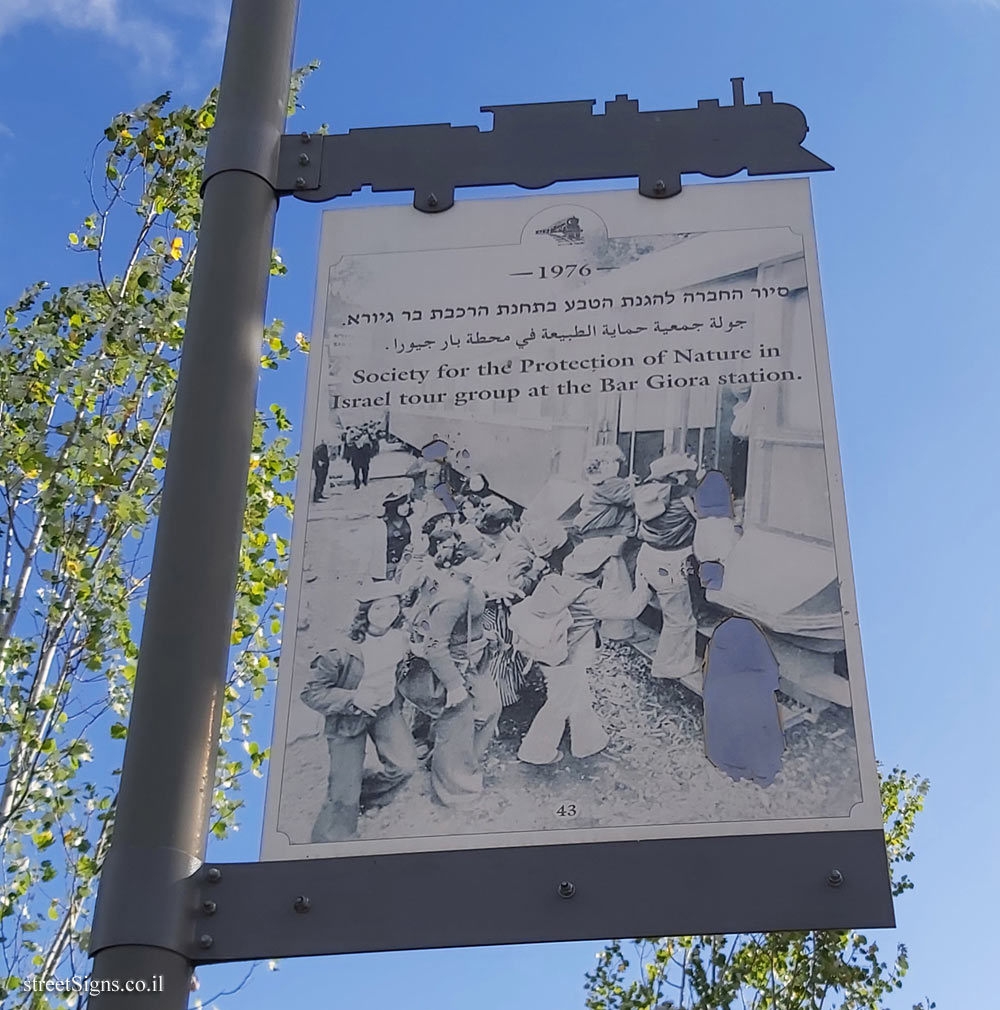 1976
סיור החברה להגנת הטבע בתחנת הרכבת בר גיורא.
جولة جمعية حماية الطبيعة في محطة بار جيورا.
Society for the Protection of Nature in
Israel tour group at the Bar Giora station.
43
streetSigns.co.il